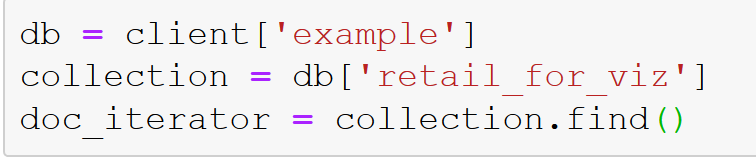 db = client['example']
collection = db['retail_for_viz']
doc_iterator = collection.find()